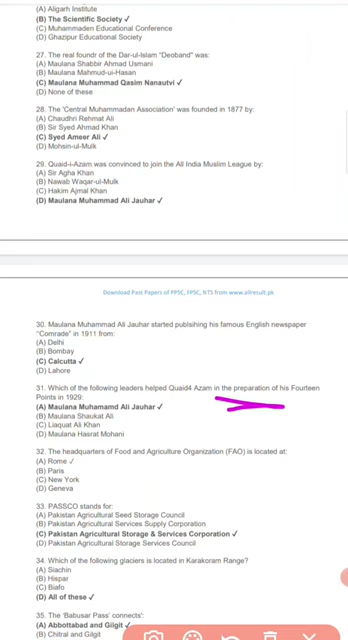 (A) Aligarh Institute
(B) The Scientific Society ✓
(C) Muhammaden Educational Conference
(D) Ghazipur Educational Society
27. The real foundr of the Dar-ul-Islam "Deoband" was:
(A) Maulana Shabbir Ahmad Usmani
(B) Maulana Mahmud-ui-Hasan
(C) Maulana Muhammad Qasim Nanautvi ✓
(D) None of these
28. The 'Central Muhammadan Association' was founded in 1877 by:
(A) Chaudhri Rehmat Ali
(B) Sir Syed Ahmad Khan
(C) Syed Ameer Ali ✓
(D) Mohsin-ul-Mulk
29. Quaid-i-Azam was convinced to join the All India Muslim League by:
(A) Sir Agha Khan
(B) Nawab Waqar-ul-Mulk
(C) Hakim Ajmal Khan
(D) Maulana Muhammad Ali Jauhar ✓
Download Past Papers of PPSC, FPSC, NTS from www.allresult.pk
30. Maulana Muhammad Ali Jauhar started publsihing his famous English newspaper
"Comrade" in 1911 from:
(A) Delhi
(B) Bombay
(C) Calcutta ✓
(D) Lahore
31. Which of the following leaders helped Quaid4 Azam in the preparation of his Fourteen
Points in 1929:
(A) Maulana Muhamamd Ali Jauhar ✓
(B) Maulana Shaukat Ali
(C) Liaquat Ali Khan
(D) Maulana Hasrat Mohani
32. The headquarters of Food and Agriculture Organization (FAO) is located at:
(A) Rome ✓
(B) Paris
(C) New York
(D) Geneva
33. PASSCO stands for:
(A) Pakistan Agricultural Seed Storage Council
(B) Pakistan Agricultural Services Supply Corporation
(C) Pakistan Agricultural Storage & Services Corporation ✓
(D) Pakistan Agricultural Storage Services Council
34. Which of the following glaciers is located in Karakoram Range?
(A) Siachin
(B) Hispar
(C) Biafo
(D) All of these ✓
35. The 'Babusar Pass' connects':
(A) Abbottabad and Gilgit ✓
(B) Chitral and Gilgit